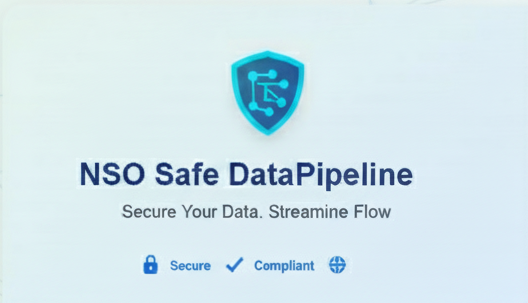 NSO Safe DataPipeline
Secure Your Data. Streamine Flow
Secure Compliant